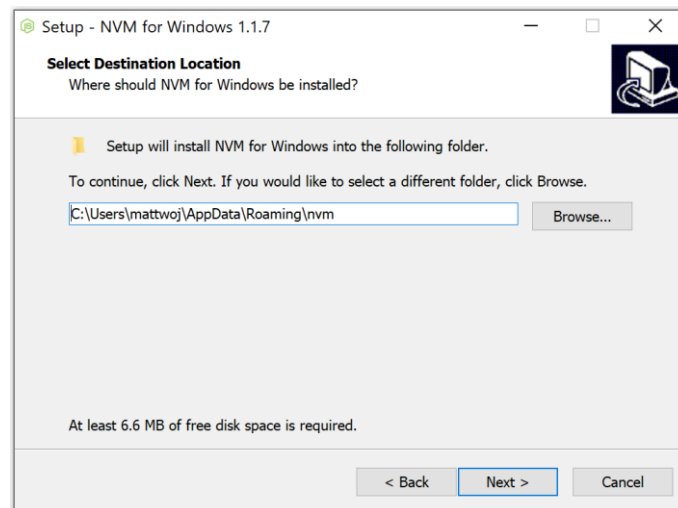 Setup - NVM for Windows 1.1.7
Select Destination Location
Where should NVM for Windows be installed?
Setup will install NVM for Windows into the following folder.
To continue, click Next. If you would like to select a different folder, click Browse.
C:\Users\mattwoj\AppData\Roaming\nvm
Browse...
At least 6.6 MB of free disk space is required.
< Back
Next >
Cancel